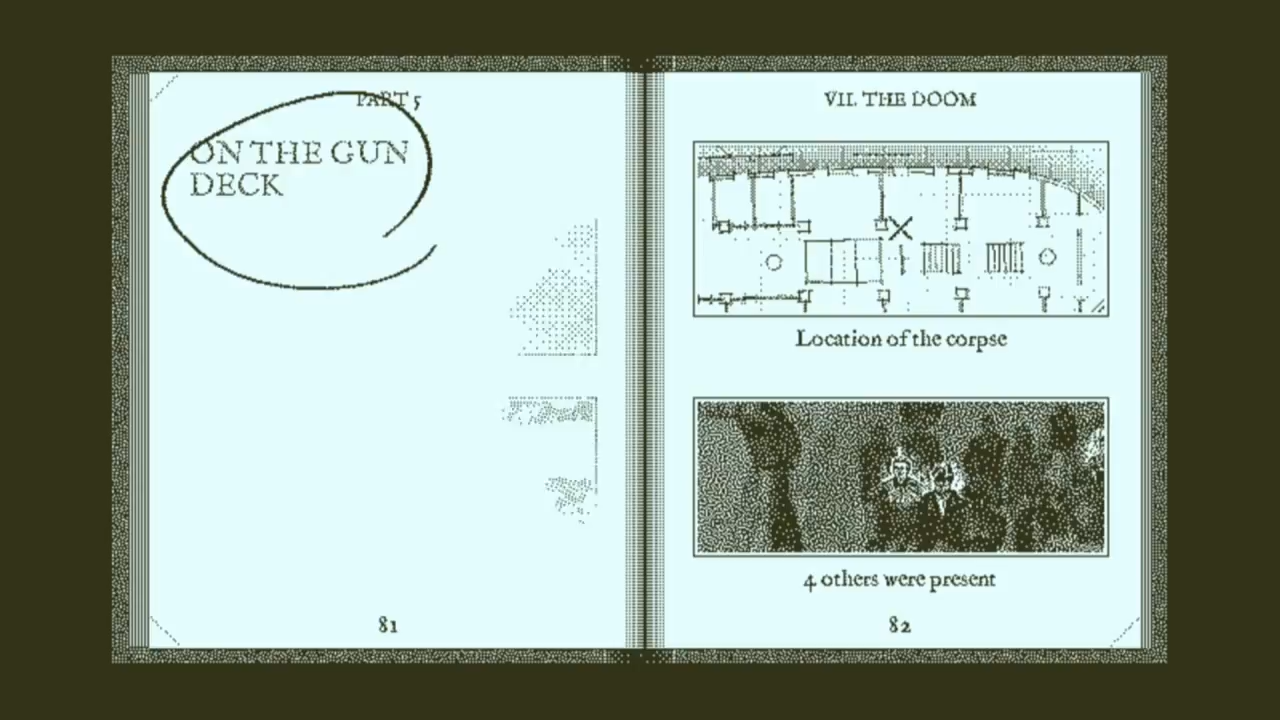 PART 5
ON THE GUN
DECK
81
VII. THE DOOM
Location of the corpse
4 others were present
82